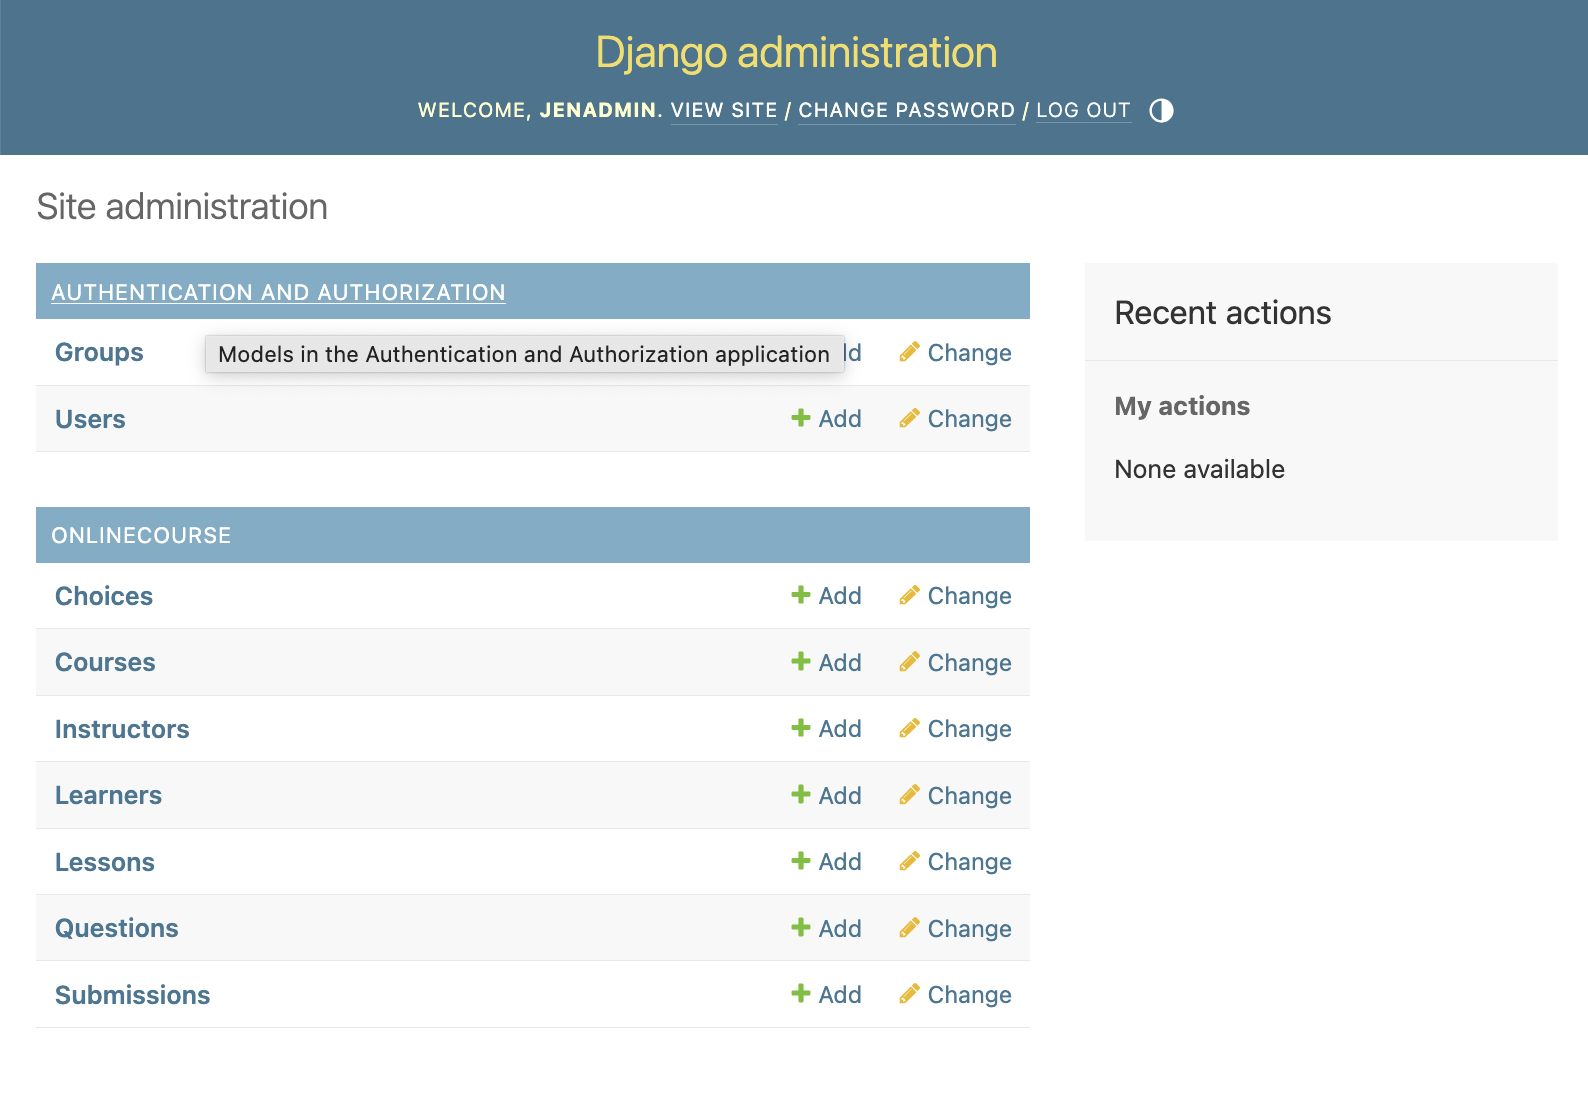 Django administration
WELCOME, JENADMIN. VIEW SITE / CHANGE PASSWORD / LOG OUT
Site administration
AUTHENTICATION AND AUTHORIZATION
Groups Change
Models in the Authentication and Authorization application
Users Add Change
ONLINECOURSE
Choices Add Change
Courses Add Change
Instructors Add Change
Learners Add Change
Lessons Add Change
Questions Add Change
Submissions Add Change
Recent actions
My actions
None available